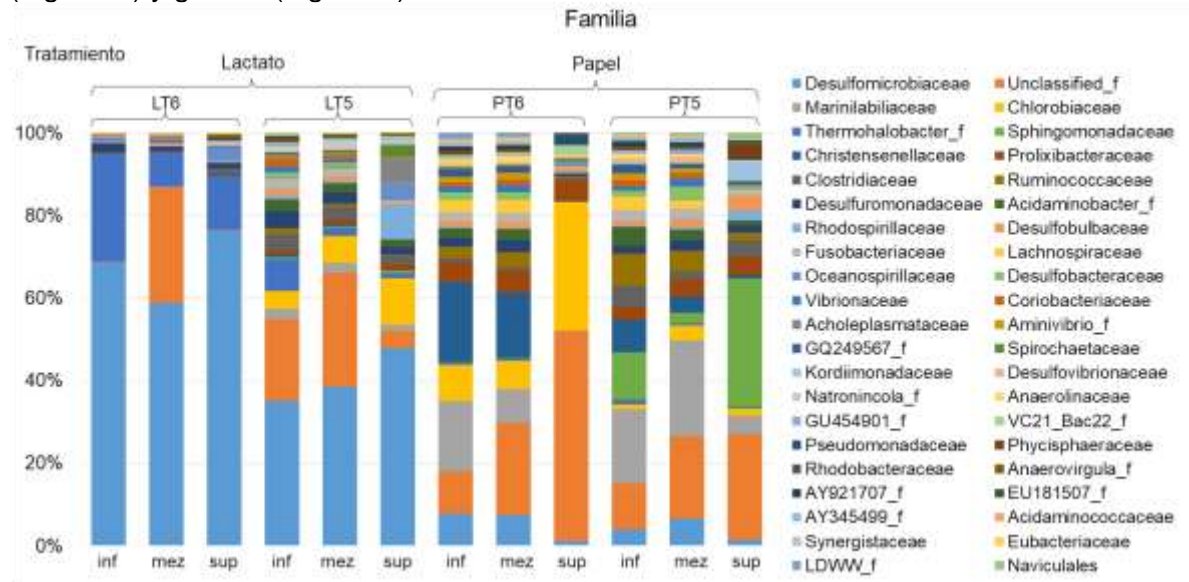 Familia
Tratamiento
Lactato
Papel
LT6
LT5
PT6
PT5
100%
80%
60%
40%
20%
0%
inf mez sup inf mez sup inf mez sup inf mez sup
Desulfomicrobiaceae Unclassified_f
Marinilabiliaceae Chlorobiaceae
Thermohalobacter_f Sphingomonadaceae
Christensenellaceae Prolixibacteraceae
Clostridiaceae Ruminococcaceae
Desulfuromonadaceae Acidaminobacter_f
Rhodospirillaceae Desulfobulbaceae
Fusobacteriaceae Lachnospiraceae
Oceanospirillaceae Desulfobacteraceae
Vibrionaceae Coriobacteriaceae
Acholeplasmataceae Aminivibrio_f
GQ249567_f Spirochaetaceae
Kordiimonadaceae Desulfovibrionaceae
Natronincola_f Anaerolinaceae
GU454901_f VC21_Bac22_f
Pseudomonadaceae Phycisphaeraceae
Rhodobacteraceae Anaerovirgula_f
AY921707_f EU181507_f
AY345499_f Acidaminococcaceae
Synergistaceae Eubacteriaceae
LDWW_f Naviculales